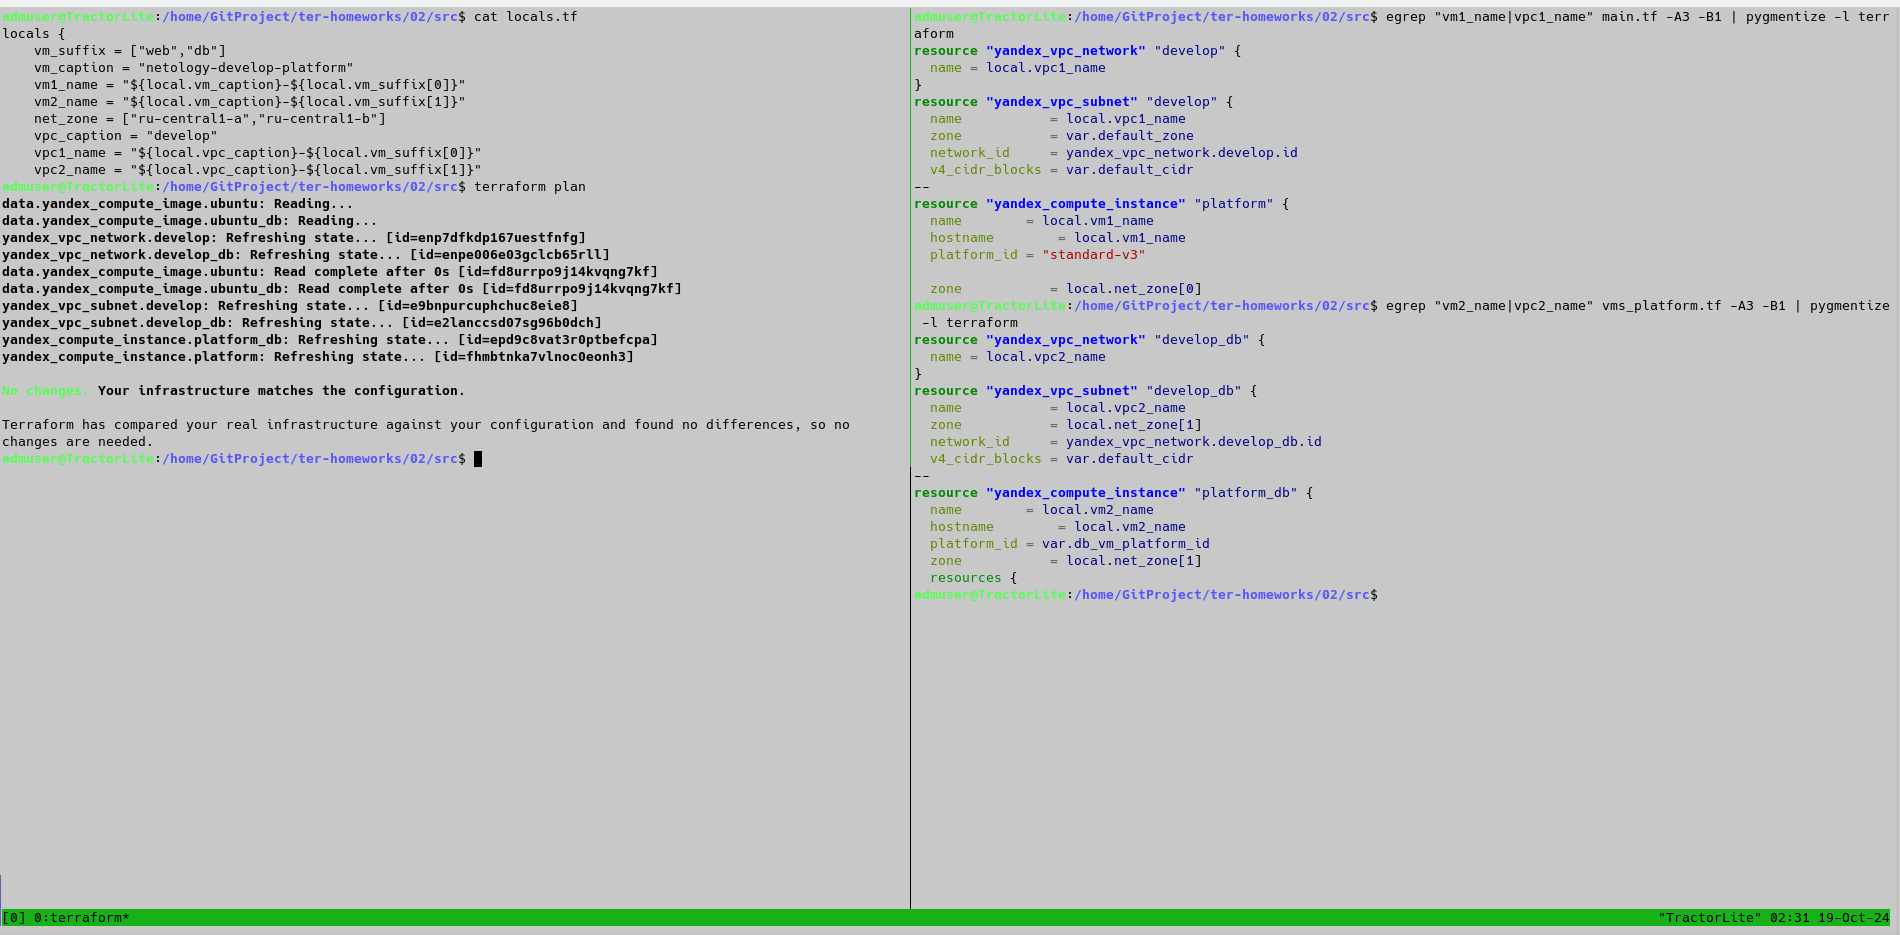 admuser@TractorLite:/home/GitProject/ter-homeworks/02/src$ cat locals.tf
locals {
    vm_suffix = ["web","db"]
    vm_caption = "netology-develop-platform"
    vm1_name = "${local.vm_caption}-${local.vm_suffix[0]}"
    vm2_name = "${local.vm_caption}-${local.vm_suffix[1]}"
    net_zone = ["ru-central1-a","ru-central1-b"]
    vpc_caption = "develop"
    vpc1_name = "${local.vpc_caption}-${local.vm_suffix[0]}"
    vpc2_name = "${local.vpc_caption}-${local.vm_suffix[1]}"
admuser@TractorLite:/home/GitProject/ter-homeworks/02/src$ terraform plan
data.yandex_compute_image.ubuntu: Reading...
data.yandex_compute_image.ubuntu_db: Reading...
yandex_vpc_network.develop: Refreshing state... [id=enp7dfkdp167uestfnfg]
yandex_vpc_network.develop_db: Refreshing state... [id=enpe006e03gclcb65rll]
data.yandex_compute_image.ubuntu: Read complete after 0s [id=fd8urrpo9j14kvqng7kf]
data.yandex_compute_image.ubuntu_db: Read complete after 0s [id=fd8urrpo9j14kvqng7kf]
yandex_vpc_subnet.develop: Refreshing state... [id=e9bnpurcuphchuc8eie8]
yandex_vpc_subnet.develop_db: Refreshing state... [id=e2lanccsd07sg96b0dch]
yandex_compute_instance.platform_db: Refreshing state... [id=epd9c8vat3r0ptbefcpa]
yandex_compute_instance.platform: Refreshing state... [id=fhmbtnka7vlnoc0eonh3]
No changes. Your infrastructure matches the configuration.
Terraform has compared your real infrastructure against your configuration and found no differences, so no
changes are needed.
admuser@TractorLite:/home/GitProject/ter-homeworks/02/src$
admuser@TractorLite:/home/GitProject/ter-homeworks/02/src$ egrep "vm1_name|vpc1_name" main.tf -A3 -B1 | pygmentize -l terr
aform
resource "yandex_vpc_network" "develop" {
  name = local.vpc1_name
}
resource "yandex_vpc_subnet" "develop" {
  name           = local.vpc1_name
  zone           = var.default_zone
  network_id     = yandex_vpc_network.develop.id
  v4_cidr_blocks = var.default_cidr
--
resource "yandex_compute_instance" "platform" {
  name        = local.vm1_name
  hostname        = local.vm1_name
  platform_id = "standard-v3"
  zone           = local.net_zone[0]
admuser@TractorLite:/home/GitProject/ter-homeworks/02/src$ egrep "vm2_name|vpc2_name" vms_platform.tf -A3 -B1 | pygmentize
 -l terraform
resource "yandex_vpc_network" "develop_db" {
  name = local.vpc2_name
}
resource "yandex_vpc_subnet" "develop_db" {
  name           = local.vpc2_name
  zone           = local.net_zone[1]
  network_id     = yandex_vpc_network.develop_db.id
  v4_cidr_blocks = var.default_cidr
--
resource "yandex_compute_instance" "platform_db" {
  name        = local.vm2_name
  hostname        = local.vm2_name
  platform_id = var.db_vm_platform_id
  zone           = local.net_zone[1]
  resources {
admuser@TractorLite:/home/GitProject/ter-homeworks/02/src$
[0] 0:terraform* "TractorLite" 02:31 19-Oct-24